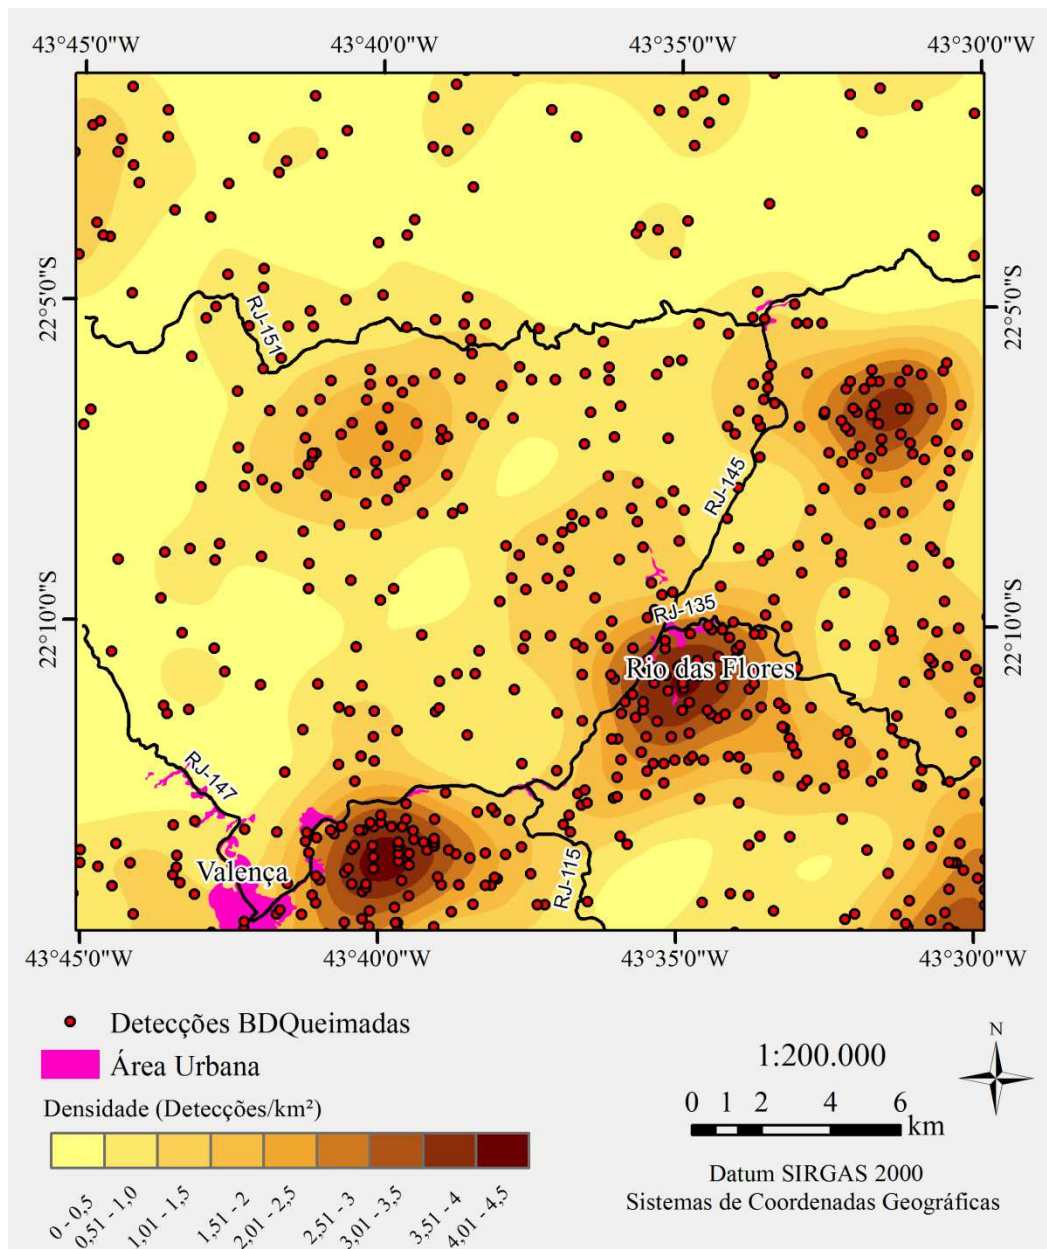 43°45'0"W 43°40'0"W 43°35'0"W 43°30'0"W
22°5'0"S 22°5'0"S
RJ-151
RJ-145
22°10'0"S 22°10'0"S
RJ-135
Rio das Flores
RJ-147
Valença
RJ-115
43°45'0"W 43°40'0"W 43°35'0"W 43°30'0"W
Detecções BDQueimadas
Área Urbana
Densidade (Detecções/km²)
0 - 0,5
0,51 - 1,0
1,01 - 1,5
1,51 - 2
2,01 - 2,5
2,51 - 3
3,01 - 3,5
3,51 - 4
4,01 - 4,5
N
1:200.000
0 1 2 4 6
km
Datum SIRGAS 2000
Sistemas de Coordenadas Geográficas